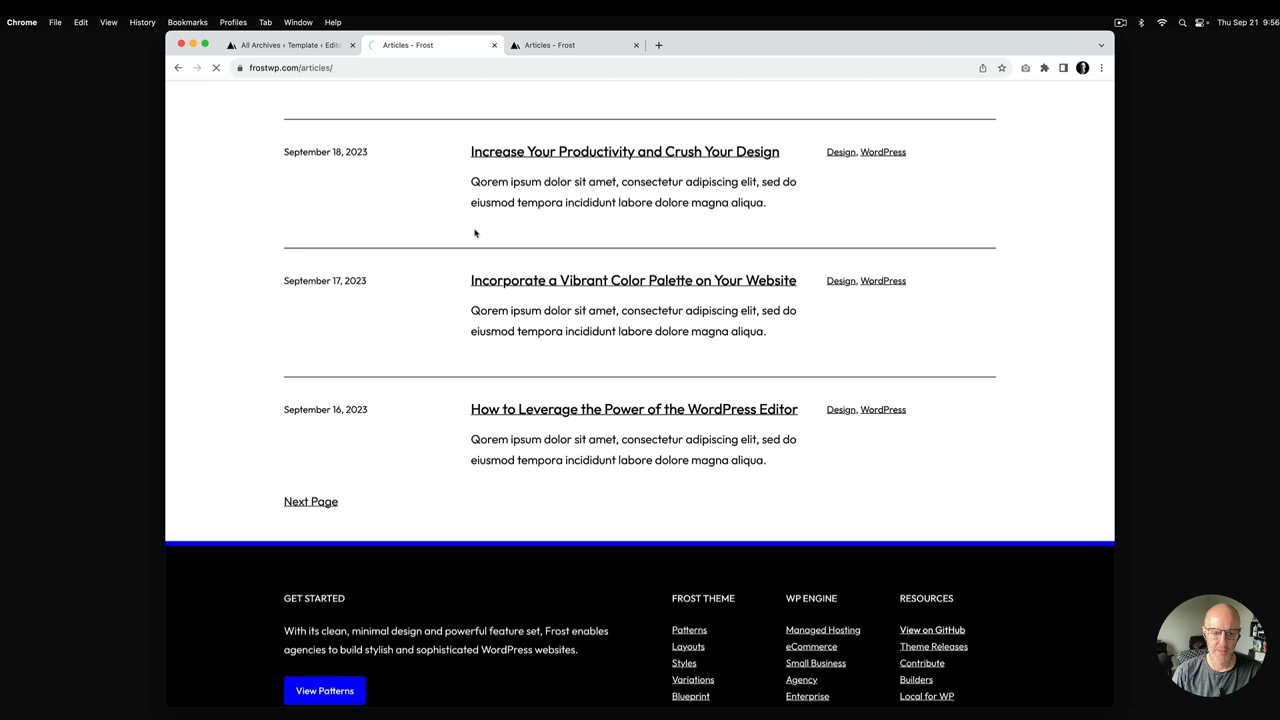 Chrome File Edit View History Bookmarks Profiles Tab Window Help Thu Sep 21 9:56
All Archives ‹ Template ‹ Edito
Articles - Frost
Articles - Frost
frostwp.com/articles/
September 18, 2023
Increase Your Productivity and Crush Your Design
Design, WordPress
Qorem ipsum dolor sit amet, consectetur adipiscing elit, sed do
eiusmod tempora incididunt labore dolore magna aliqua.
September 17, 2023
Incorporate a Vibrant Color Palette on Your Website
Design, WordPress
Qorem ipsum dolor sit amet, consectetur adipiscing elit, sed do
eiusmod tempora incididunt labore dolore magna aliqua.
September 16, 2023
How to Leverage the Power of the WordPress Editor
Design, WordPress
Qorem ipsum dolor sit amet, consectetur adipiscing elit, sed do
eiusmod tempora incididunt labore dolore magna aliqua.
Next Page
GET STARTED
With its clean, minimal design and powerful feature set, Frost enables
agencies to build stylish and sophisticated WordPress websites.
View Patterns
FROST THEME
Patterns
Layouts
Styles
Variations
Blueprint
WP ENGINE
Managed Hosting
eCommerce
Small Business
Agency
Enterprise
RESOURCES
View on GitHub
Theme Releases
Contribute
Builders
Local for WP